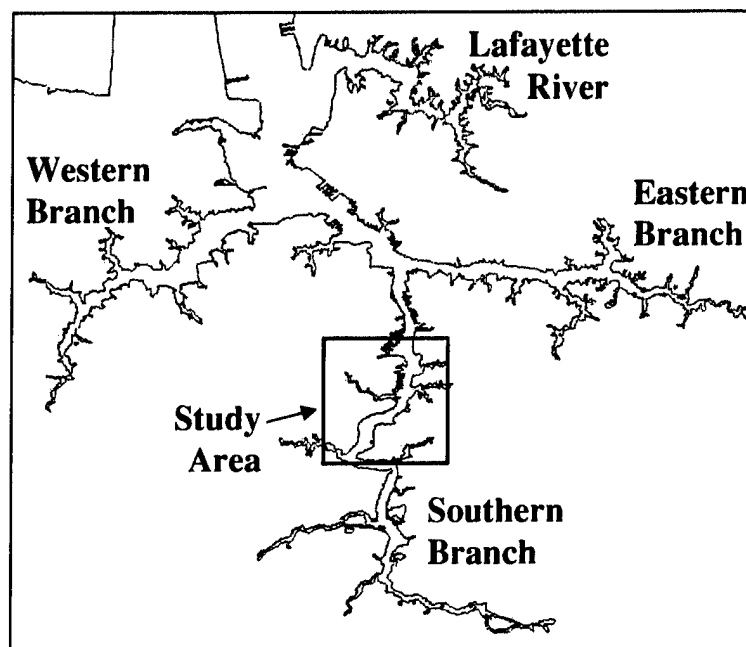 Lafayette
River
Western
Branch
Eastern
Branch
Study
Area
Southern
Branch